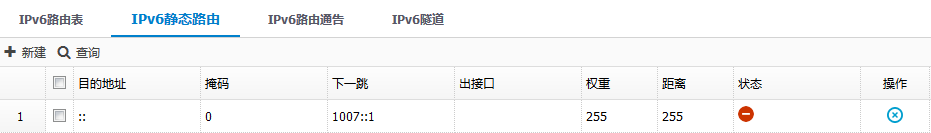 IPv6路由表 IPv6静态路由 IPv6路由通告 IPv6隧道
新建 查询
目的地址 掩码 下一跳 出接口 权重 距离 状态 操作
1 :: 0 1007::1 255 255